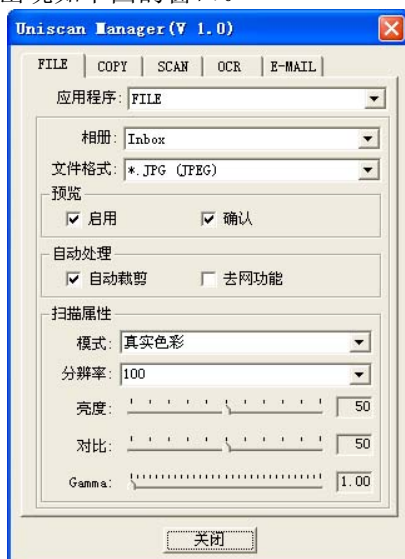 Uniscan Manager(V 1.0)
FILE COPY SCAN OCR E-MAIL
应用程序: FILE
相册: Inbox
文件格式: *.JPG (JPEG)
预览
启用 确认
自动处理
自动裁剪 去网功能
扫描属性
模式: 真实色彩
分辨率: 100
亮度: 50
对比: 50
Gamma: 1.00
关闭